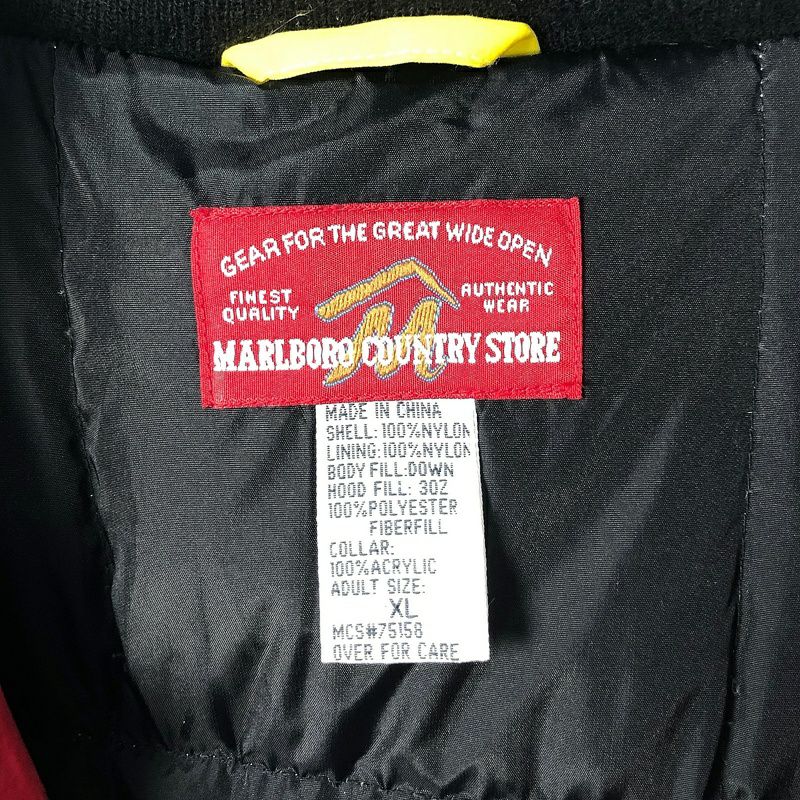 GEAR FOR THE GREAT WIDE OPEN
FINEST QUALITY
AUTHENTIC WEAR
MARLBORO COUNTRY STORE
MADE IN CHINA
SHELL: 100%NYLON
LINING: 100%NYLON
BODY FILL:DOWN
HOOD FILL: 3OZ
100%POLYESTER
FIBERFILL
COLLAR:
100%ACRYLIC
ADULT SIZE:
XL
MCS#75158
OVER FOR CARE